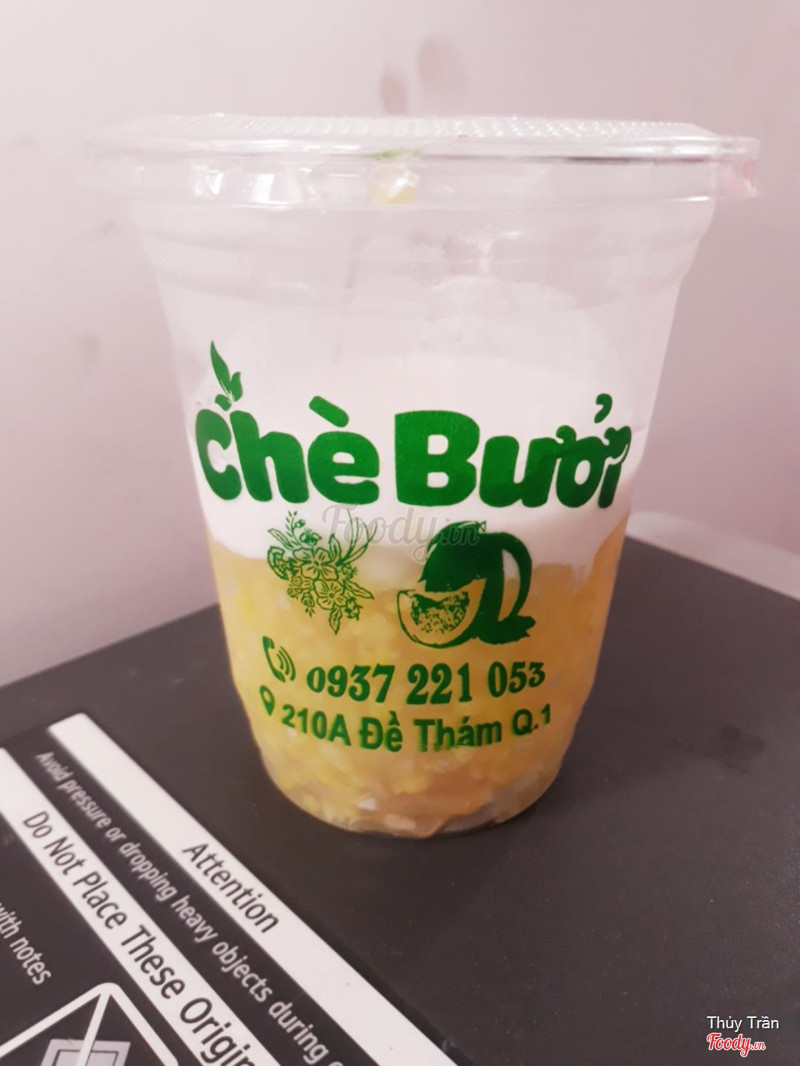 Chè Bưởi
Foody.vn
0937 221 053
210A Đề Thám Q.1
Attention
Avoid pressure or dropping heavy objects during
Do Not Place These Origin
with notes
Thủy Trần
Foody.vn